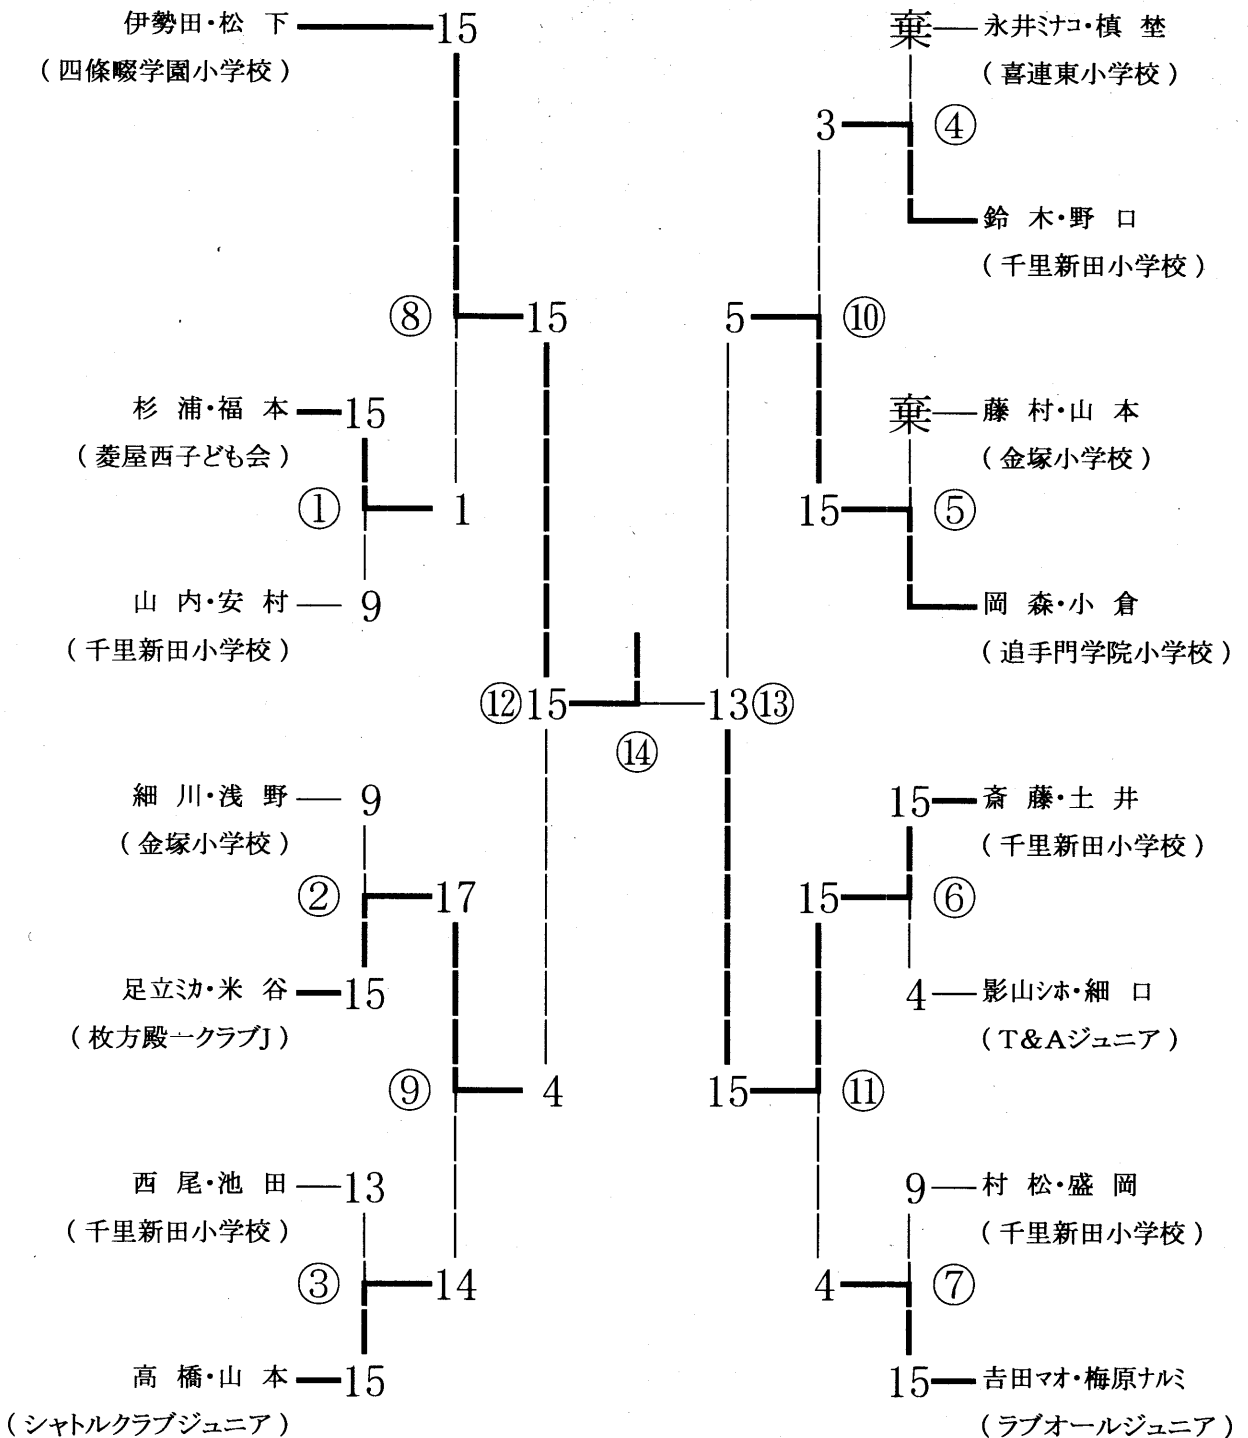 伊勢田・松 下
15
(四條畷学園小学校)
⑧
15
杉 浦・福 本
15
(菱屋西子ども会)
①
1
山 内・安 村
9
(千里新田小学校)
⑫
15
⑭
13
⑬
細 川・浅 野
9
(金塚小学校)
②
17
足立ミカ・米 谷
15
(枚方殿一クラブJ)
⑨
4
西 尾・池 田
13
(千里新田小学校)
③
14
高 橋・山 本
15
(シャトルクラブジュニア)
棄
永井ミナコ・槙 埜
(喜連東小学校)
3
④
鈴 木・野 口
(千里新田小学校)
5
⑩
棄
藤 村・山 本
(金塚小学校)
15
⑤
岡 森・小 倉
(追手門学院小学校)
15
斎 藤・土 井
(千里新田小学校)
15
⑥
4
影山シホ・細 口
(T&Aジュニア)
15
⑪
9
村 松・盛 岡
(千里新田小学校)
4
⑦
15
吉田マオ・梅原ナルミ
(ラブオールジュニア)